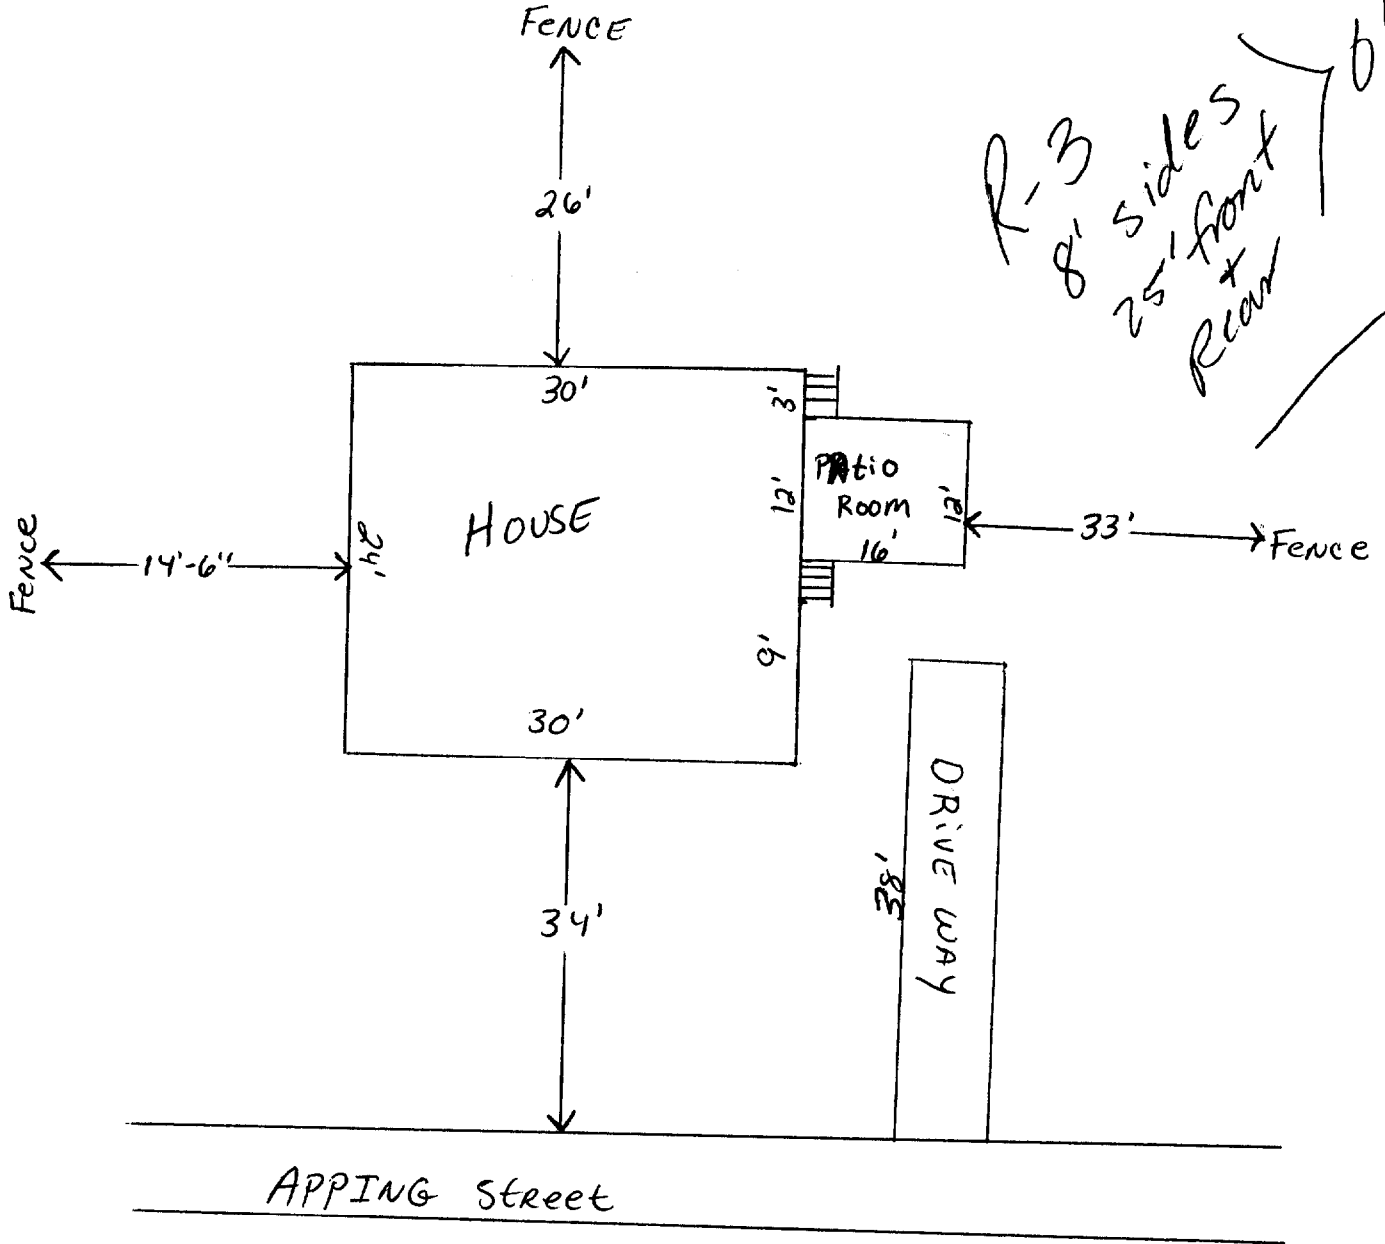 FENCE
R-3
8' sides
25' front
+
Rear
26'
30'
3'
PAtio
Room
12'
12'
16'
HOUSE
24'
Fence
14'-6"
33'
Fence
9'
30'
34'
38'
DRIVE WAY
APPING Street